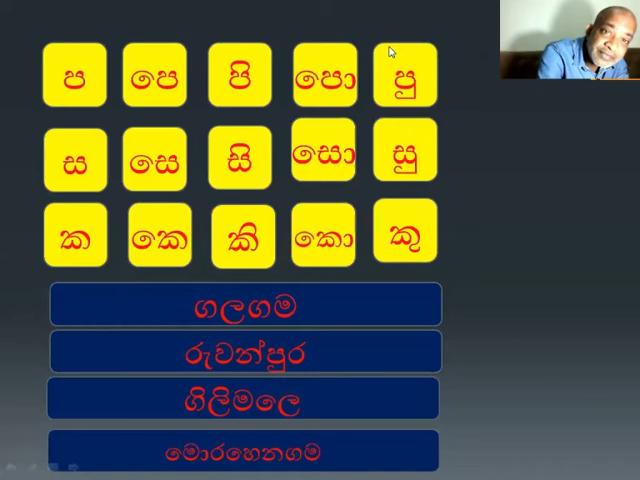 ප පෙ පි පො පු
ස සෙ සි සො සු
ක කෙ කි කො කු
ගලගම
රුවන්පුර
ගිලිමලෙ
මොරහෙනගම